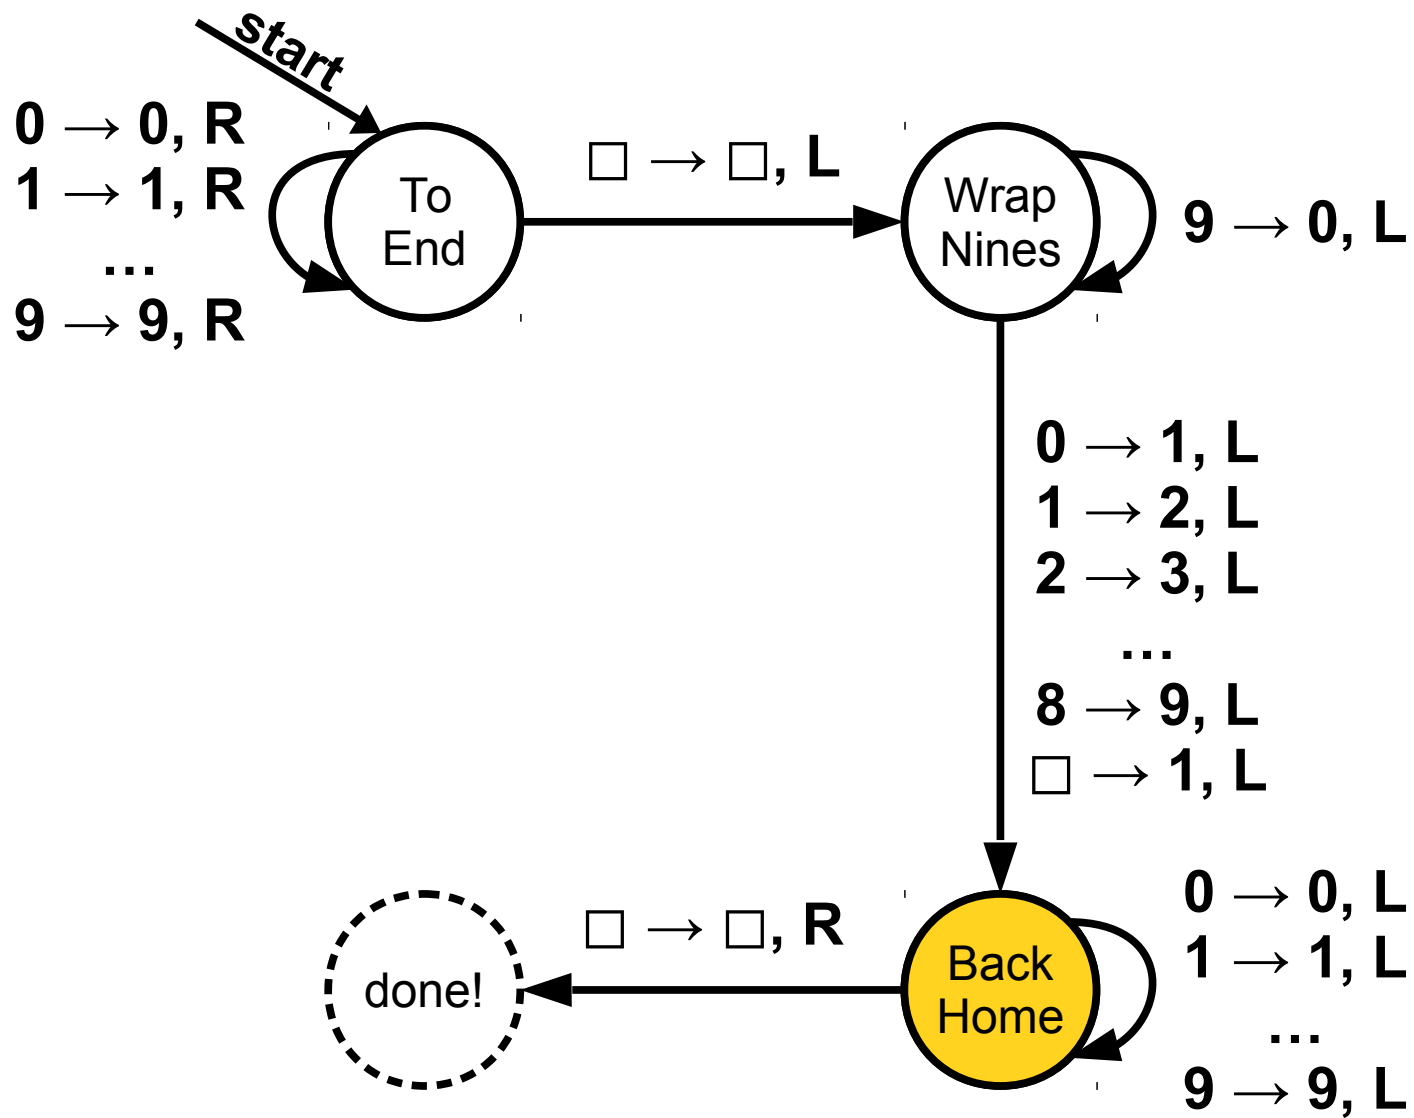 start
0 → 0, R
1 → 1, R
...
9 → 9, R
To
End
□ → □, L
Wrap
Nines
9 → 0, L
0 → 1, L
1 → 2, L
2 → 3, L
...
8 → 9, L
□ → 1, L
done!
□ → □, R
Back
Home
0 → 0, L
1 → 1, L
...
9 → 9, L